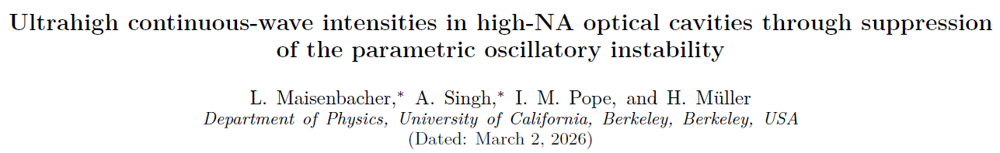 Ultrahigh continuous-wave intensities in high-NA optical cavities through suppression
of the parametric oscillatory instability
L. Maisenbacher,* A. Singh,* I. M. Pope, and H. Müller
Department of Physics, University of California, Berkeley, Berkeley, USA
(Dated: March 2, 2026)